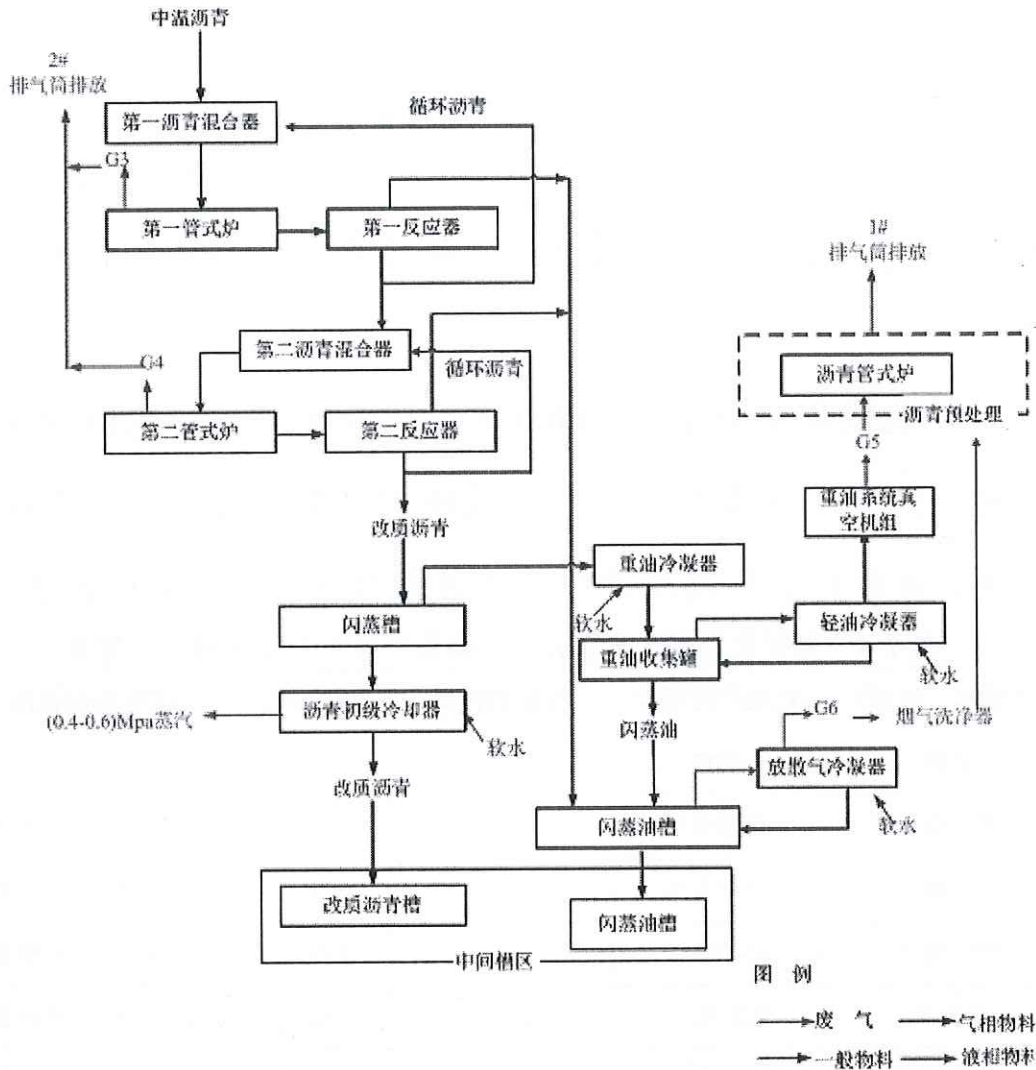 中温沥青
2#
排气筒排放
循环沥青
第一沥青混合器
G3
第一管式炉
第一反应器
1#
排气筒排放
第二沥青混合器
G4
循环沥青
沥青管式炉
沥青预处理
第二管式炉
第二反应器
G5
重油系统真
空机组
改质沥青
重油冷凝器
闪蒸槽
软水
轻油冷凝器
重油收集罐
软水
(0.4-0.6)Mpa蒸汽
沥青初级冷却器
软水
闪蒸油
G6
烟气洗净器
放散气冷凝器
改质沥青
软水
闪蒸油槽
改质沥青槽
闪蒸油槽
中间槽区
图 例
废 气
气相物料
一般物料
液相物料